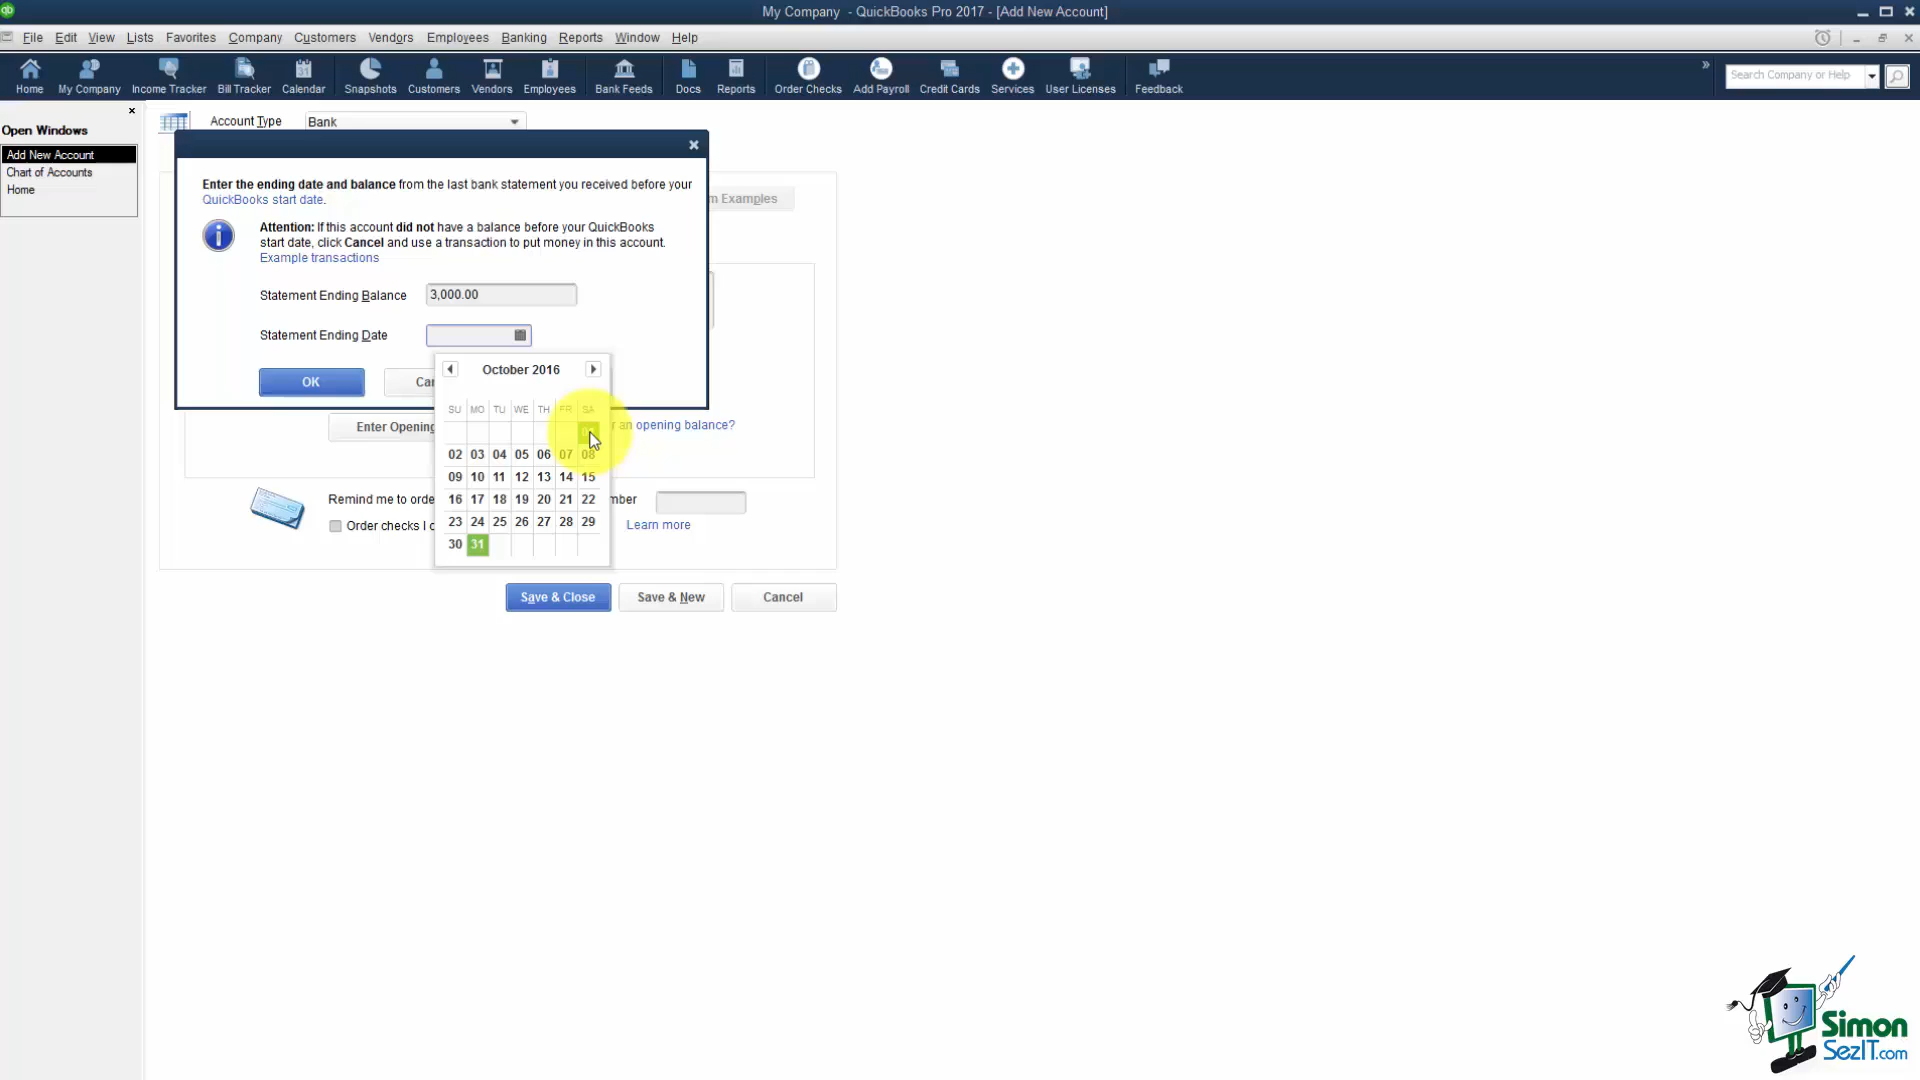 My Company - QuickBooks Pro 2017 - [Add New Account]
File Edit View Lists Favorites Company Customers Vendors Employees Banking Reports Window Help
Home My Company Income Tracker Bill Tracker Calendar Snapshots Customers Vendors Employees Bank Feeds Docs Reports Order Checks Add Payroll Credit Cards Services User Licenses Feedback
Search Company or Help
Open Windows
Add New Account
Chart of Accounts
Home
Account Type Bank
Enter the ending date and balance from the last bank statement you received before your
QuickBooks start date.
Examples
Attention: If this account did not have a balance before your QuickBooks
start date, click Cancel and use a transaction to put money in this account.
Example transactions
Statement Ending Balance 3,000.00
Statement Ending Date
October 2016
OK
SU MO TU WE TH FR SA
Enter Opening an opening balance?
02 03 04 05 06 07 08
09 10 11 12 13 14 15
16 17 18 19 20 21 22
23 24 25 26 27 28 29
30 31
Remind me to
Order checks I
Learn more
Save & Close Save & New Cancel
Simon
SezIT.com